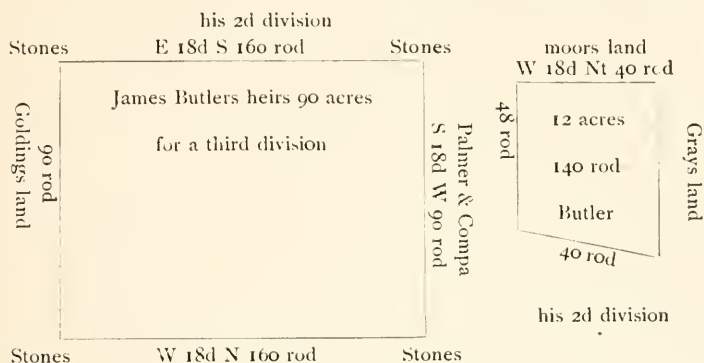 his 2d division
Stones E 18d S 160 rod Stones
James Butlers heirs 90 acres
for a third division
Goldings land
90 rod
S 18d W 90 rod
Palmer & Compa
Stones W 18d N 160 rod Stones
moors land
W 18d Nt 40 rod
48 rod
12 acres
140 rod
Butler
Grays land
40 rod
his 2d division